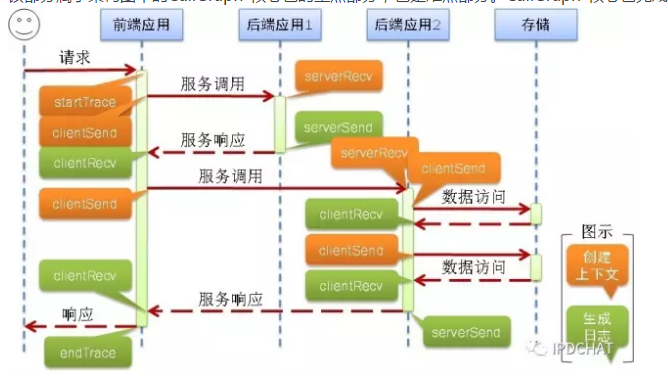 前端应用
后端应用1
后端应用2
存储
请求
startTrace
服务调用
serverRecv
clientSend
服务响应
serverSend
clientRecv
serverRecv
clientSend
服务调用
clientSend
数据访问
clientRecv
图示
创建
上下文
clientSend
数据访问
clientRecv
clientRecv
生成
日志
服务响应
响应
serverSend
endTrace
IPDCHAT